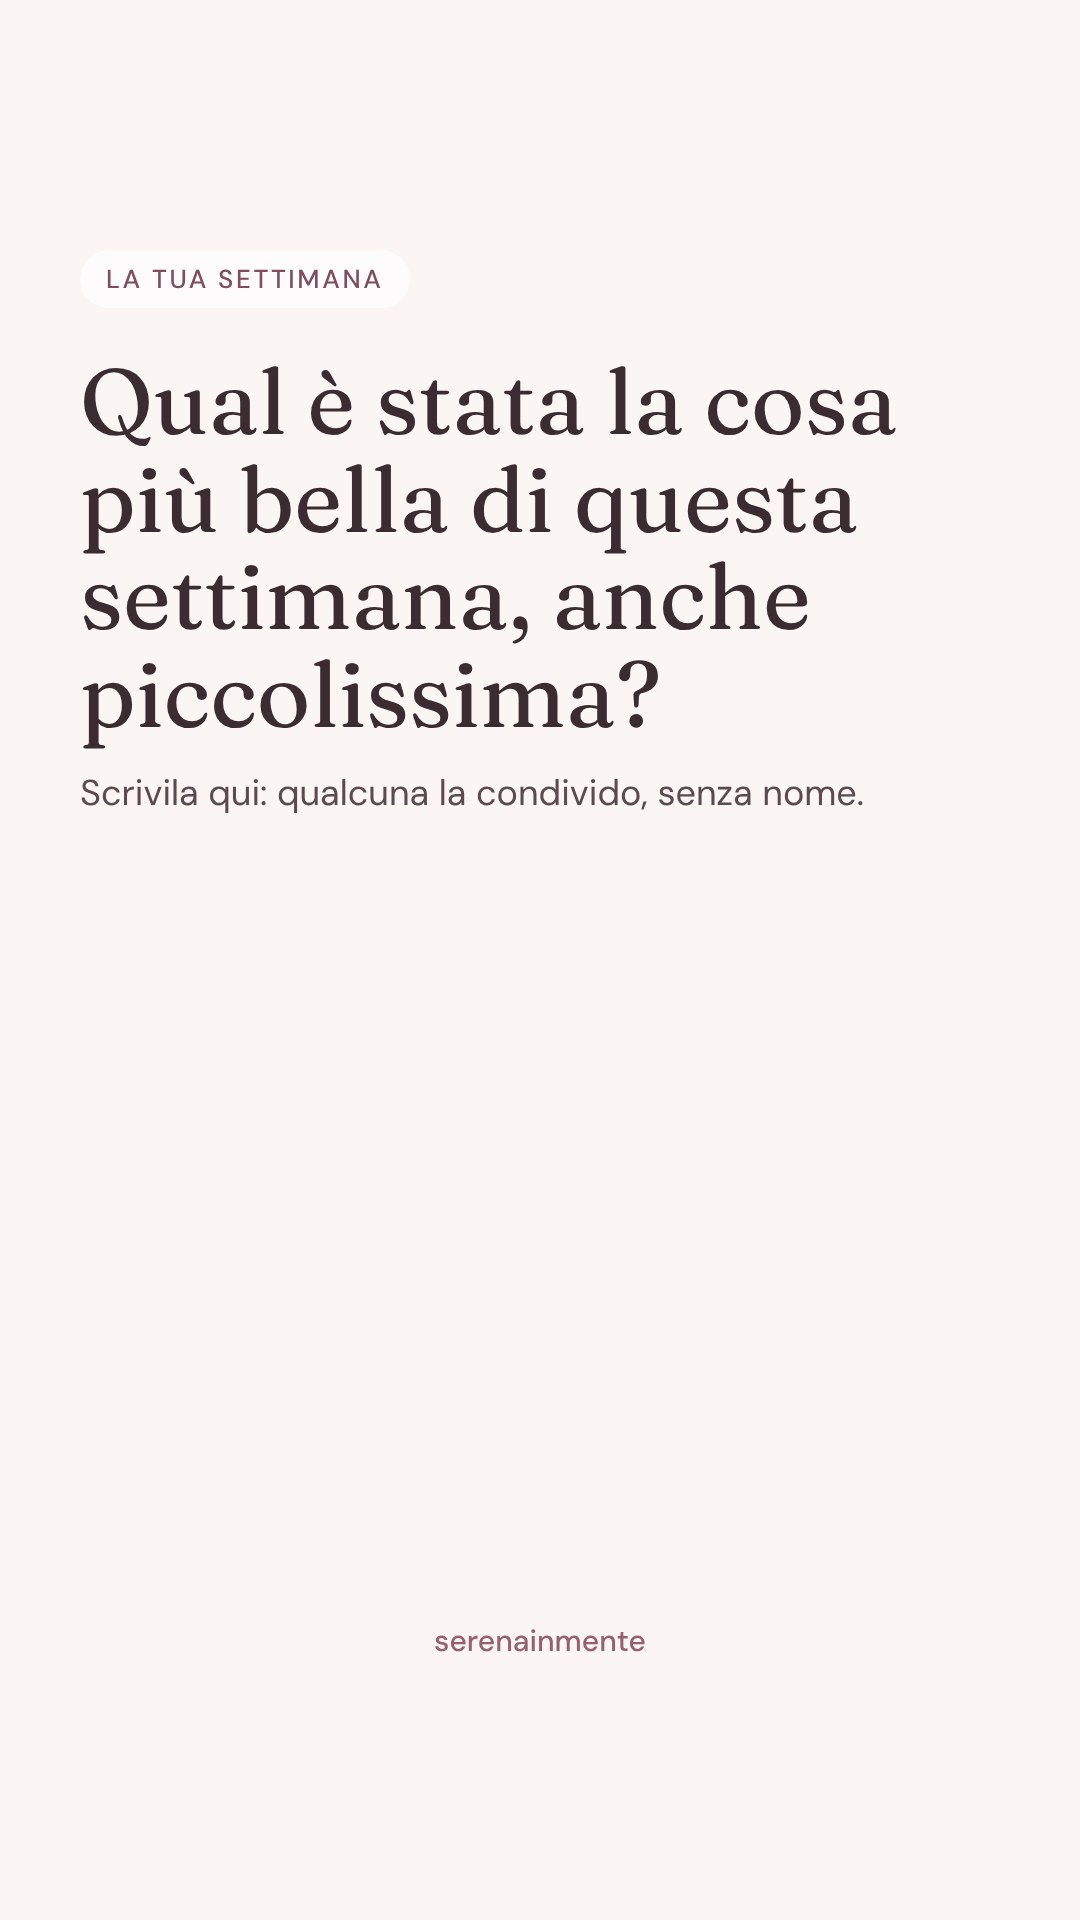 LA TUA SETTIMANA
Qual è stata la cosa
più bella di questa
settimana, anche
piccolissima?
Scrivila qui: qualcuna la condivido, senza nome.
serenainmente